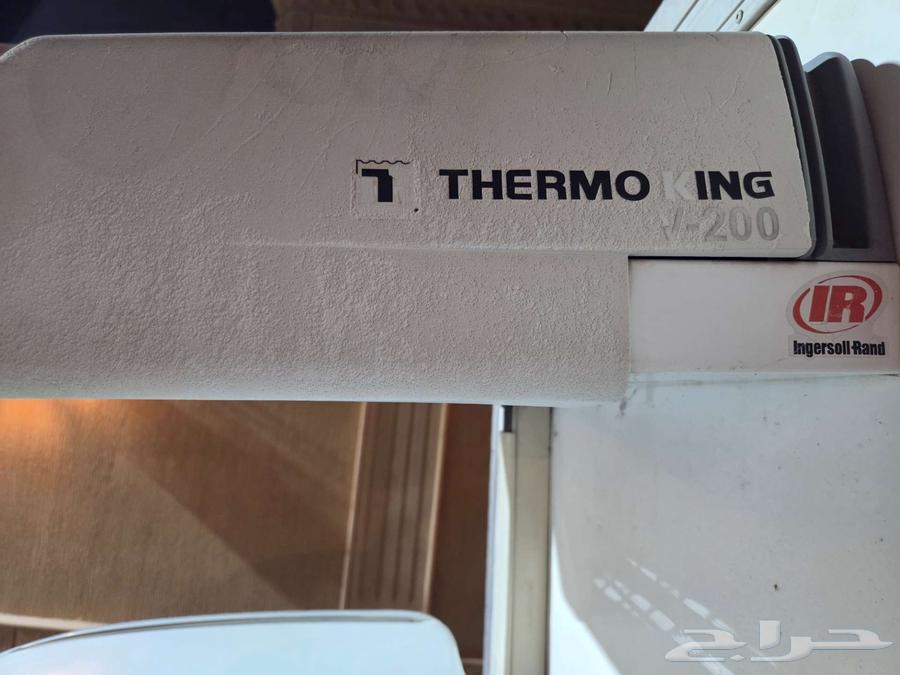 THERMO KING
V-200
IR
Ingersoll-Rand
حراج